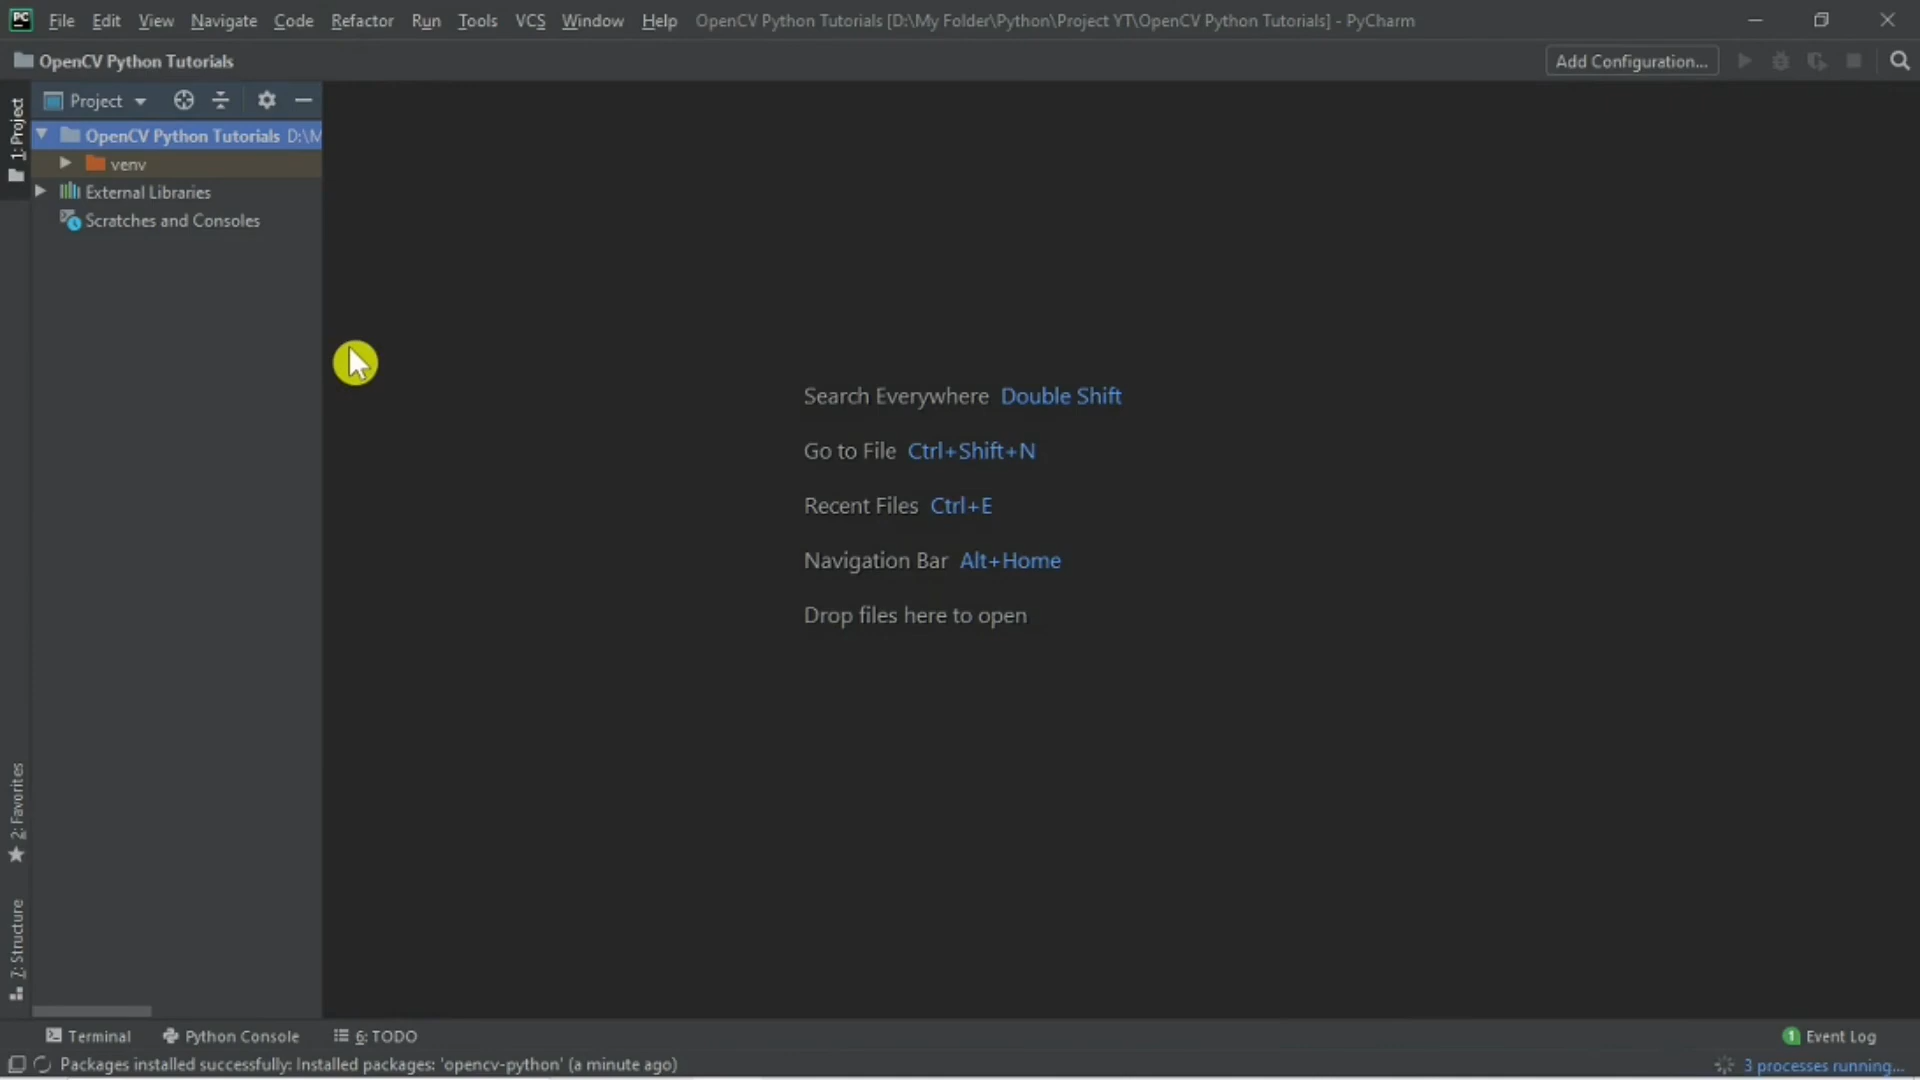 PC File Edit View Navigate Code Refactor Run Tools VCS Window Help OpenCV Python Tutorials [D:\My Folder\Python\Project YT\OpenCV Python Tutorials] - PyCharm
OpenCV Python Tutorials Add Configuration...
1: Project
Project
OpenCV Python Tutorials D:\M
venv
External Libraries
Scratches and Consoles
Search Everywhere Double Shift
Go to File Ctrl+Shift+N
Recent Files Ctrl+E
Navigation Bar Alt+Home
Drop files here to open
2: Favorites
7: Structure
Terminal Python Console 6: TODO 1 Event Log
Packages installed successfully: Installed packages: 'opencv-python' (a minute ago) 3 processes running...